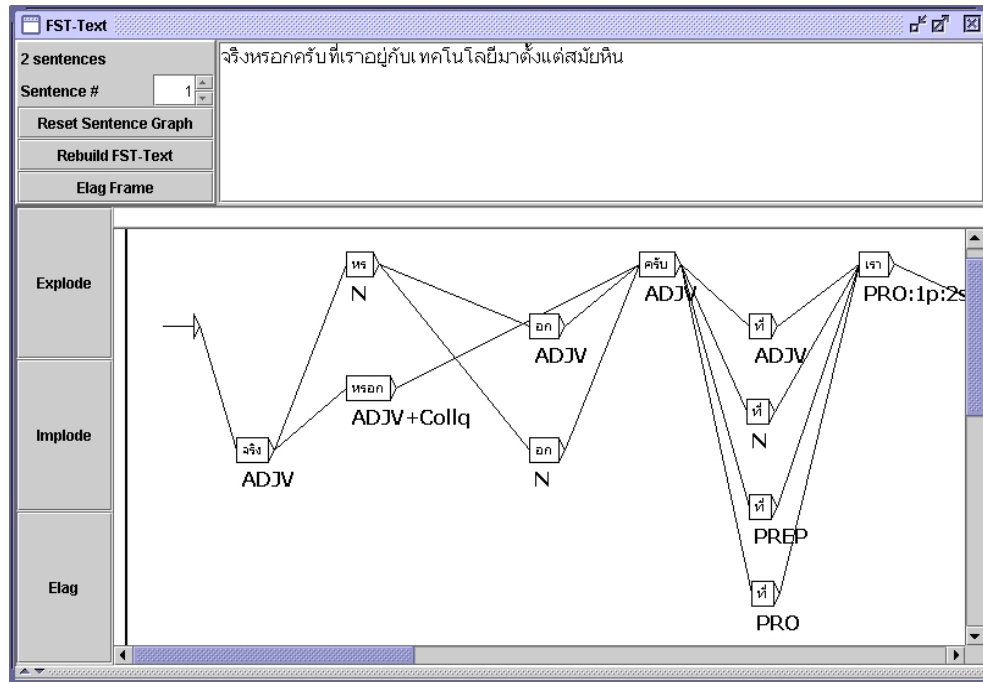 FST-Text
2 sentences
Sentence # 1
Reset Sentence Graph
Rebuild FST-Text
Elag Frame
จริงหรอกครับที่เราอยู่กับเทคโนโลยีมาตั้งแต่สมัยหิน
Explode
Implode
Elag
จริง
ADJV
หร
N
หรอก
ADJV+Collq
อก
ADJV
อก
N
ครับ
ADJV
ที่
ADJV
ที่
N
ที่
PREP
ที่
PRO
เรา
PRO:1p:2s